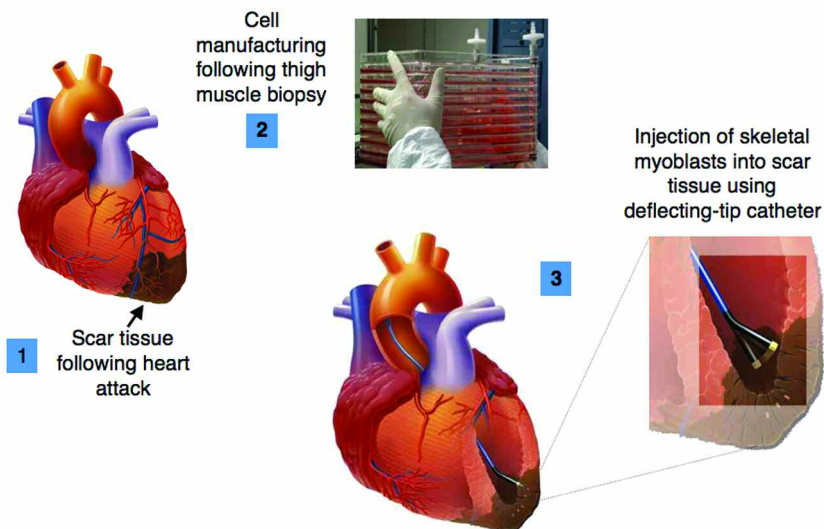 Cell
manufacturing
following thigh
muscle biopsy
2
Injection of skeletal
myoblasts into scar
tissue using
deflecting-tip catheter
3
1
Scar tissue
following heart
attack